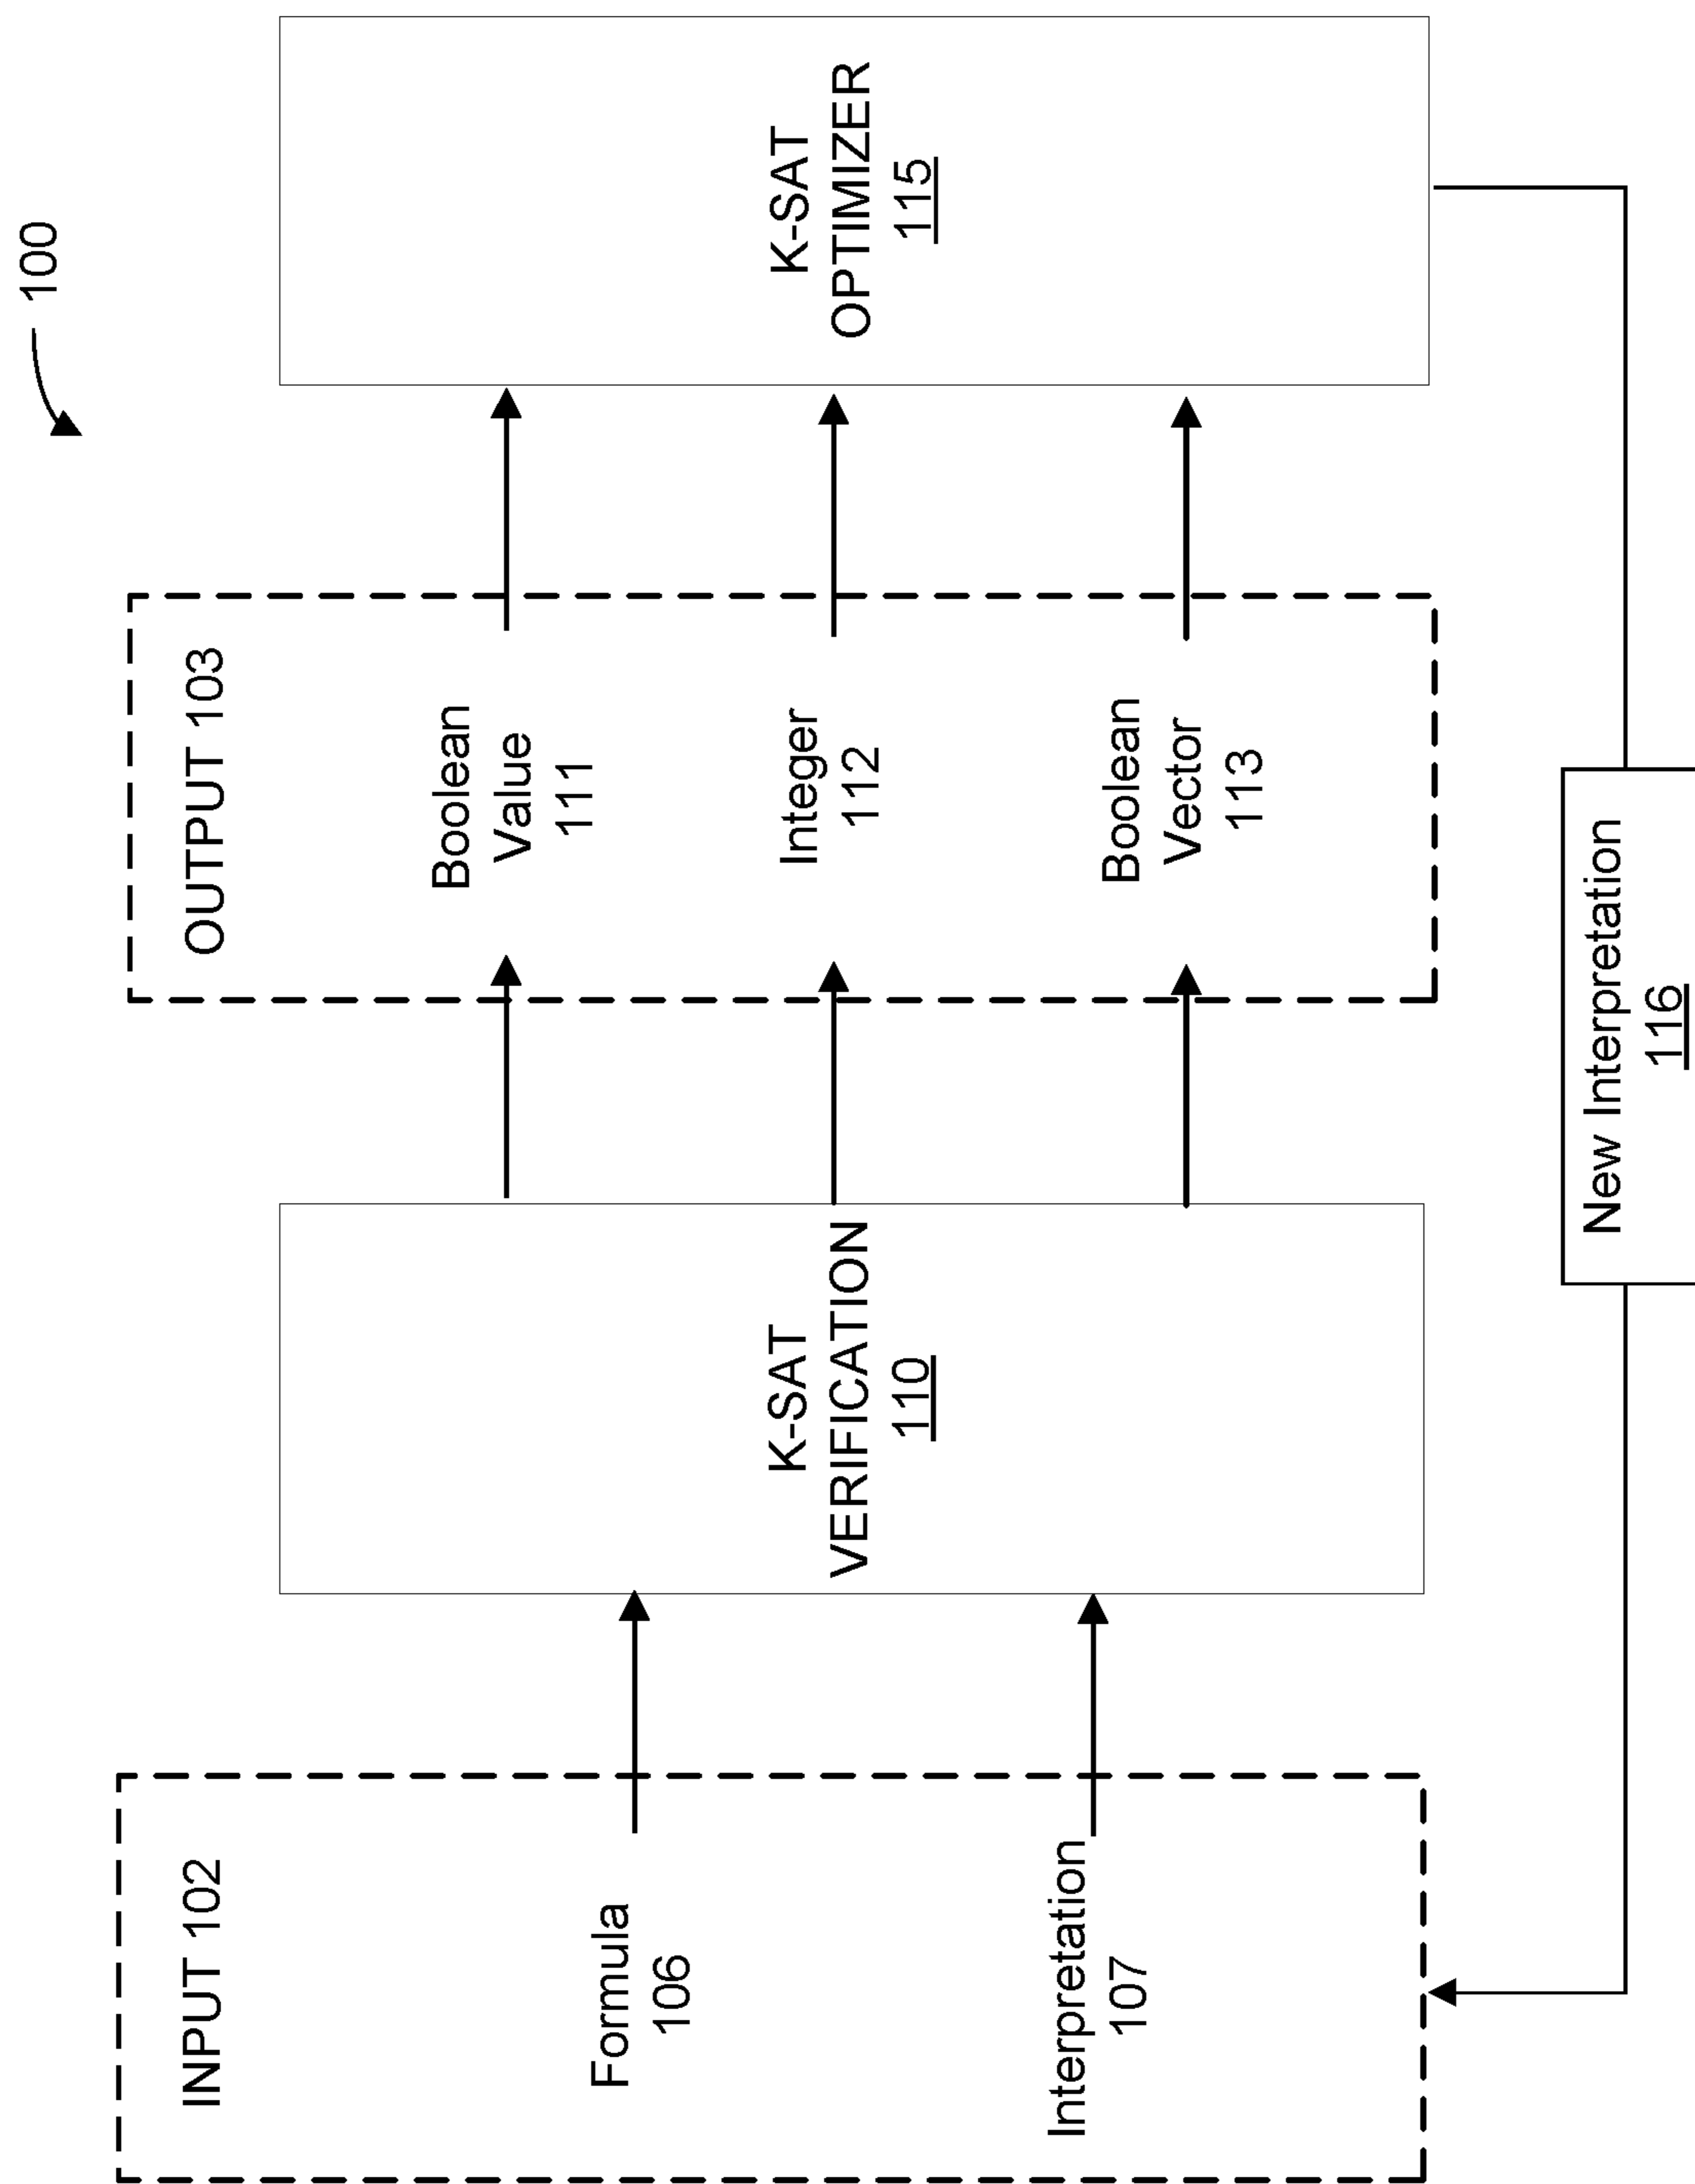 100
INPUT 102
Formula
106
Interpretation
107
K-SAT
VERIFICATION
110
OUTPUT 103
Boolean
Value
111
Integer
112
Boolean
Vector
113
K-SAT
OPTIMIZER
115
New Interpretation
116